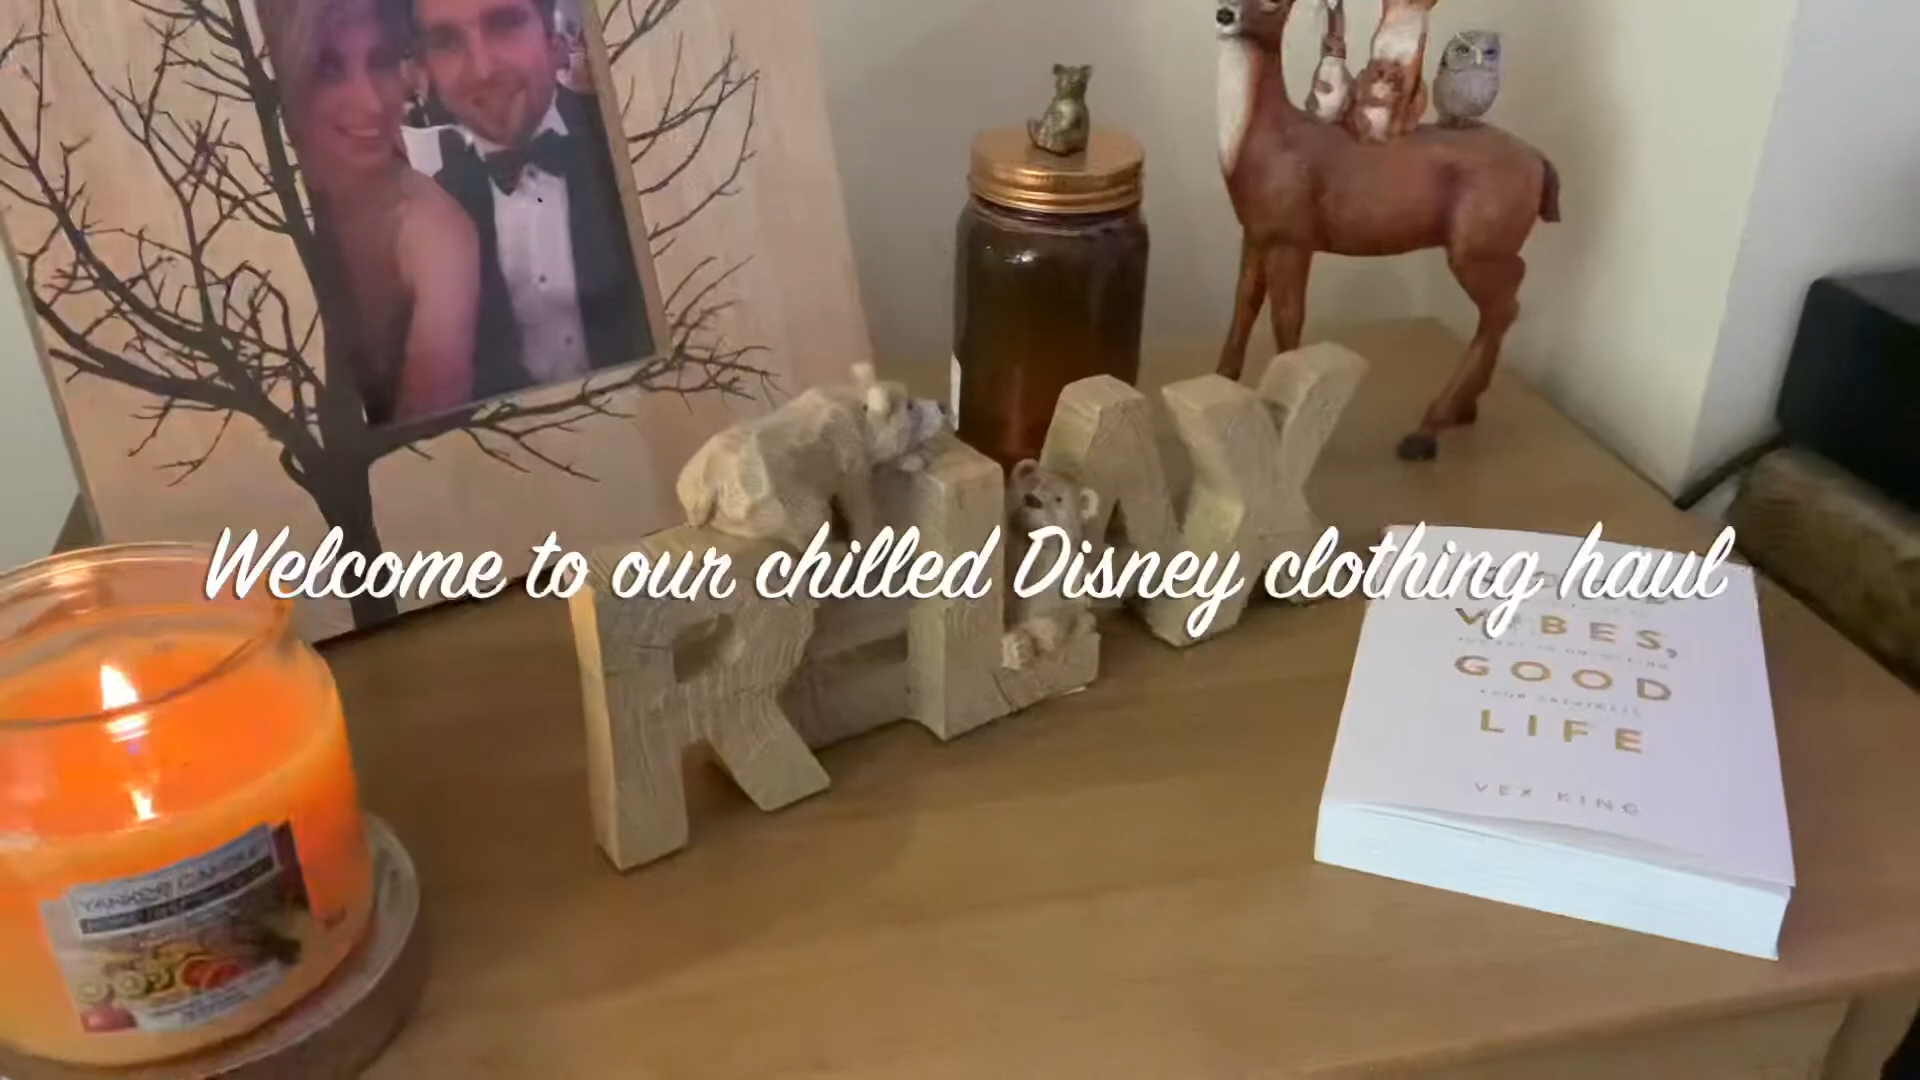 Welcome to our chilled Disney clothing haul
RELAX
VIBES,
GOOD
LIFE
VEX KING
YANKEE CANDLE